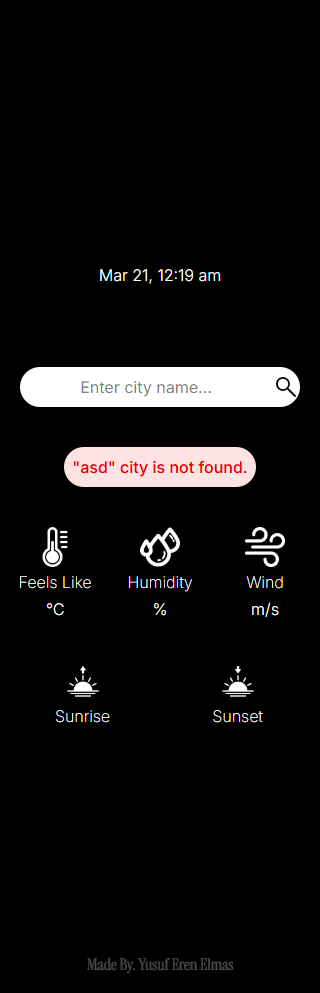 Mar 21, 12:19 am
Enter city name...
"asd" city is not found.
Feels Like Humidity Wind
°C % m/s
Sunrise Sunset
Made By. Yusuf Eren Elmas